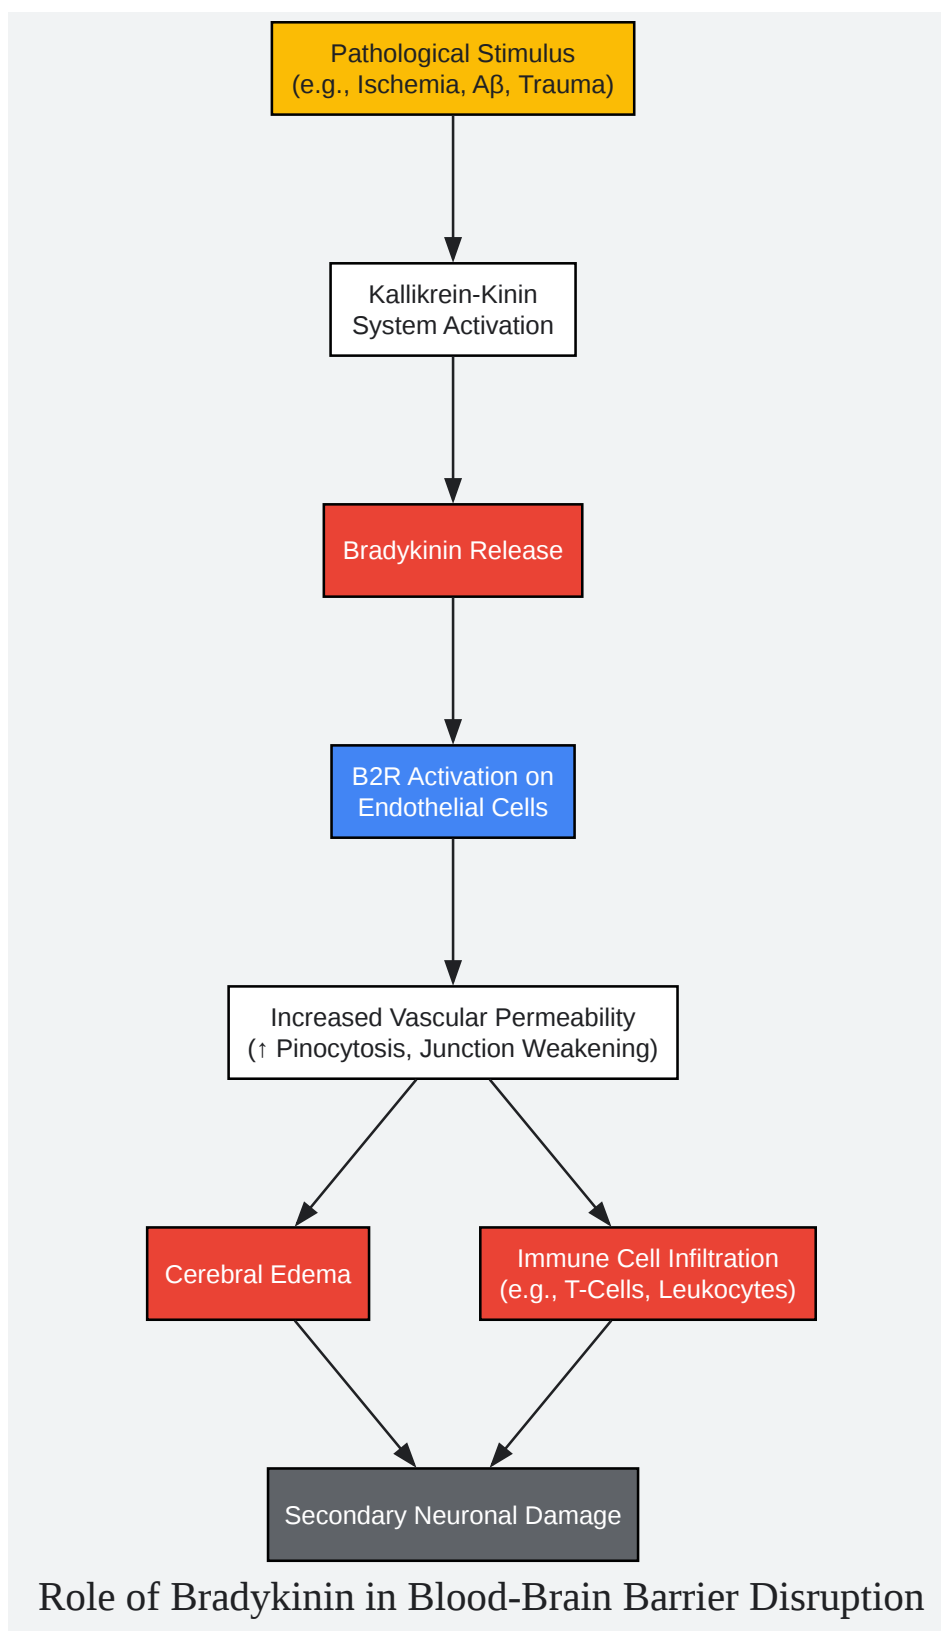 Pathological Stimulus
(e.g., Ischemia, Aβ, Trauma)
Kallikrein-Kinin
System Activation
Bradykinin Release
B2R Activation on
Endothelial Cells
Increased Vascular Permeability
(↑ Pinocytosis, Junction Weakening)
Cerebral Edema
Immune Cell Infiltration
(e.g., T-Cells, Leukocytes)
Secondary Neuronal Damage
Role of Bradykinin in Blood-Brain Barrier Disruption